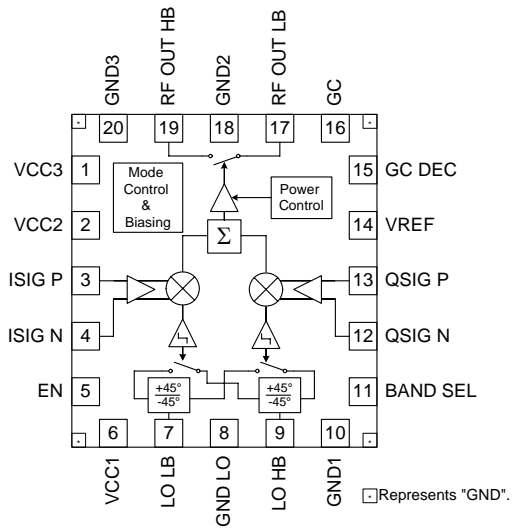 GND3
RF OUT HB
GND2
RF OUT LB
GC
20
19
18
17
16
VCC3
1
Mode
Control
&
Biasing
Power
Control
15
GC DEC
VCC2
2
Σ
14
VREF
ISIG P
3
13
QSIG P
ISIG N
4
12
QSIG N
EN
5
+45°
-45°
+45°
-45°
11
BAND SEL
6
7
8
9
10
VCC1
LO LB
GND LO
LO HB
GND1
Represents "GND".